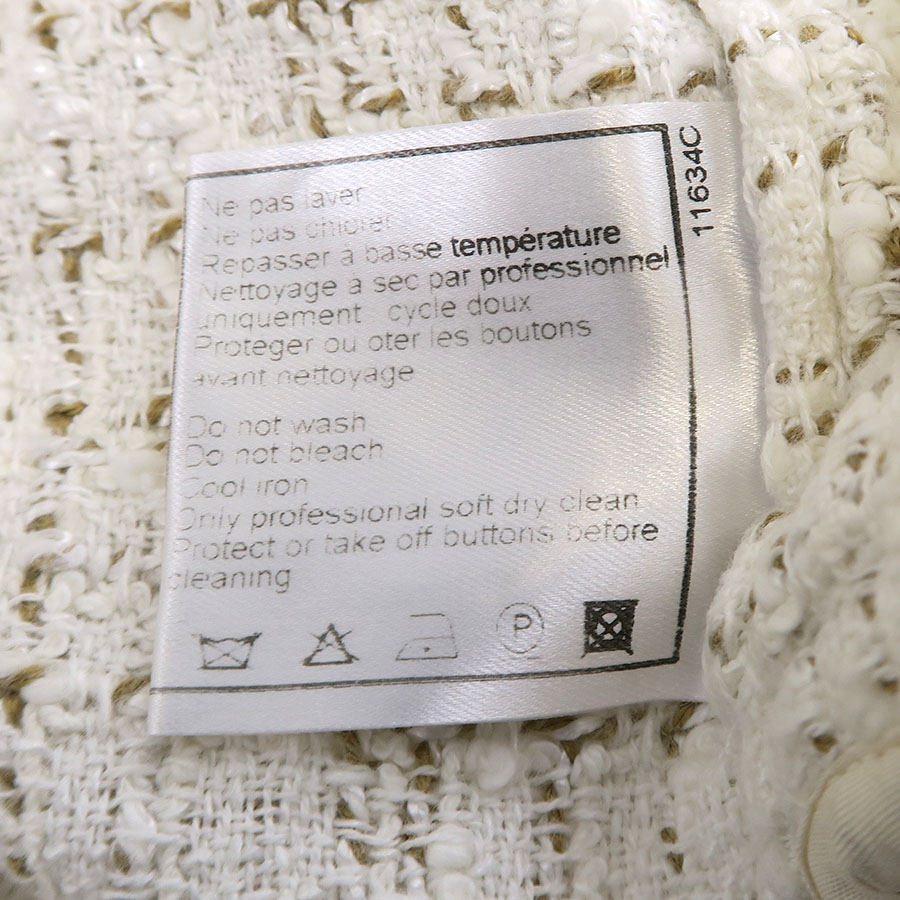 Ne pas laver
Ne pas chlorer
Repasser à basse température
Nettoyage à sec par professionnel
uniquement cycle doux
Proteger ou oter les boutons
avant nettoyage
Do not wash
Do not bleach
Cool iron
Only professional soft dry clean
Protect or take off buttons before
cleaning
P
11634C